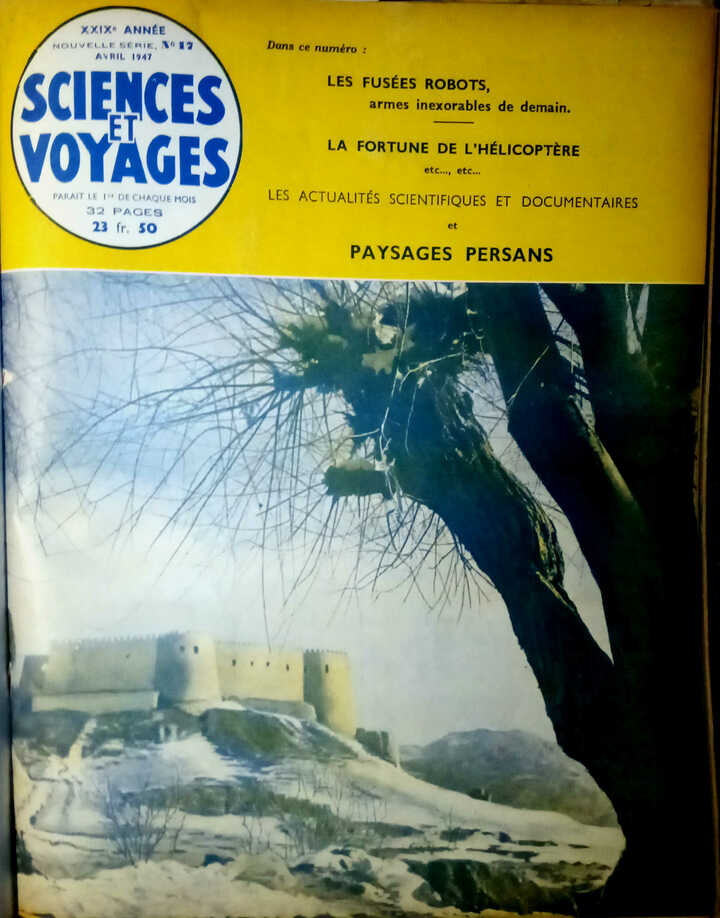 XXIXe ANNÉE
NOUVELLE SÉRIE, No 17
AVRIL 1947
SCIENCES
ET
VOYAGES
PARAIT LE 1er DE CHAQUE MOIS
32 PAGES
23 fr. 50
Dans ce numéro :
LES FUSÉES ROBOTS,
armes inexorables de demain.
LA FORTUNE DE L'HÉLICOPTÈRE
etc..., etc...
LES ACTUALITÉS SCIENTIFIQUES ET DOCUMENTAIRES
et
PAYSAGES PERSANS